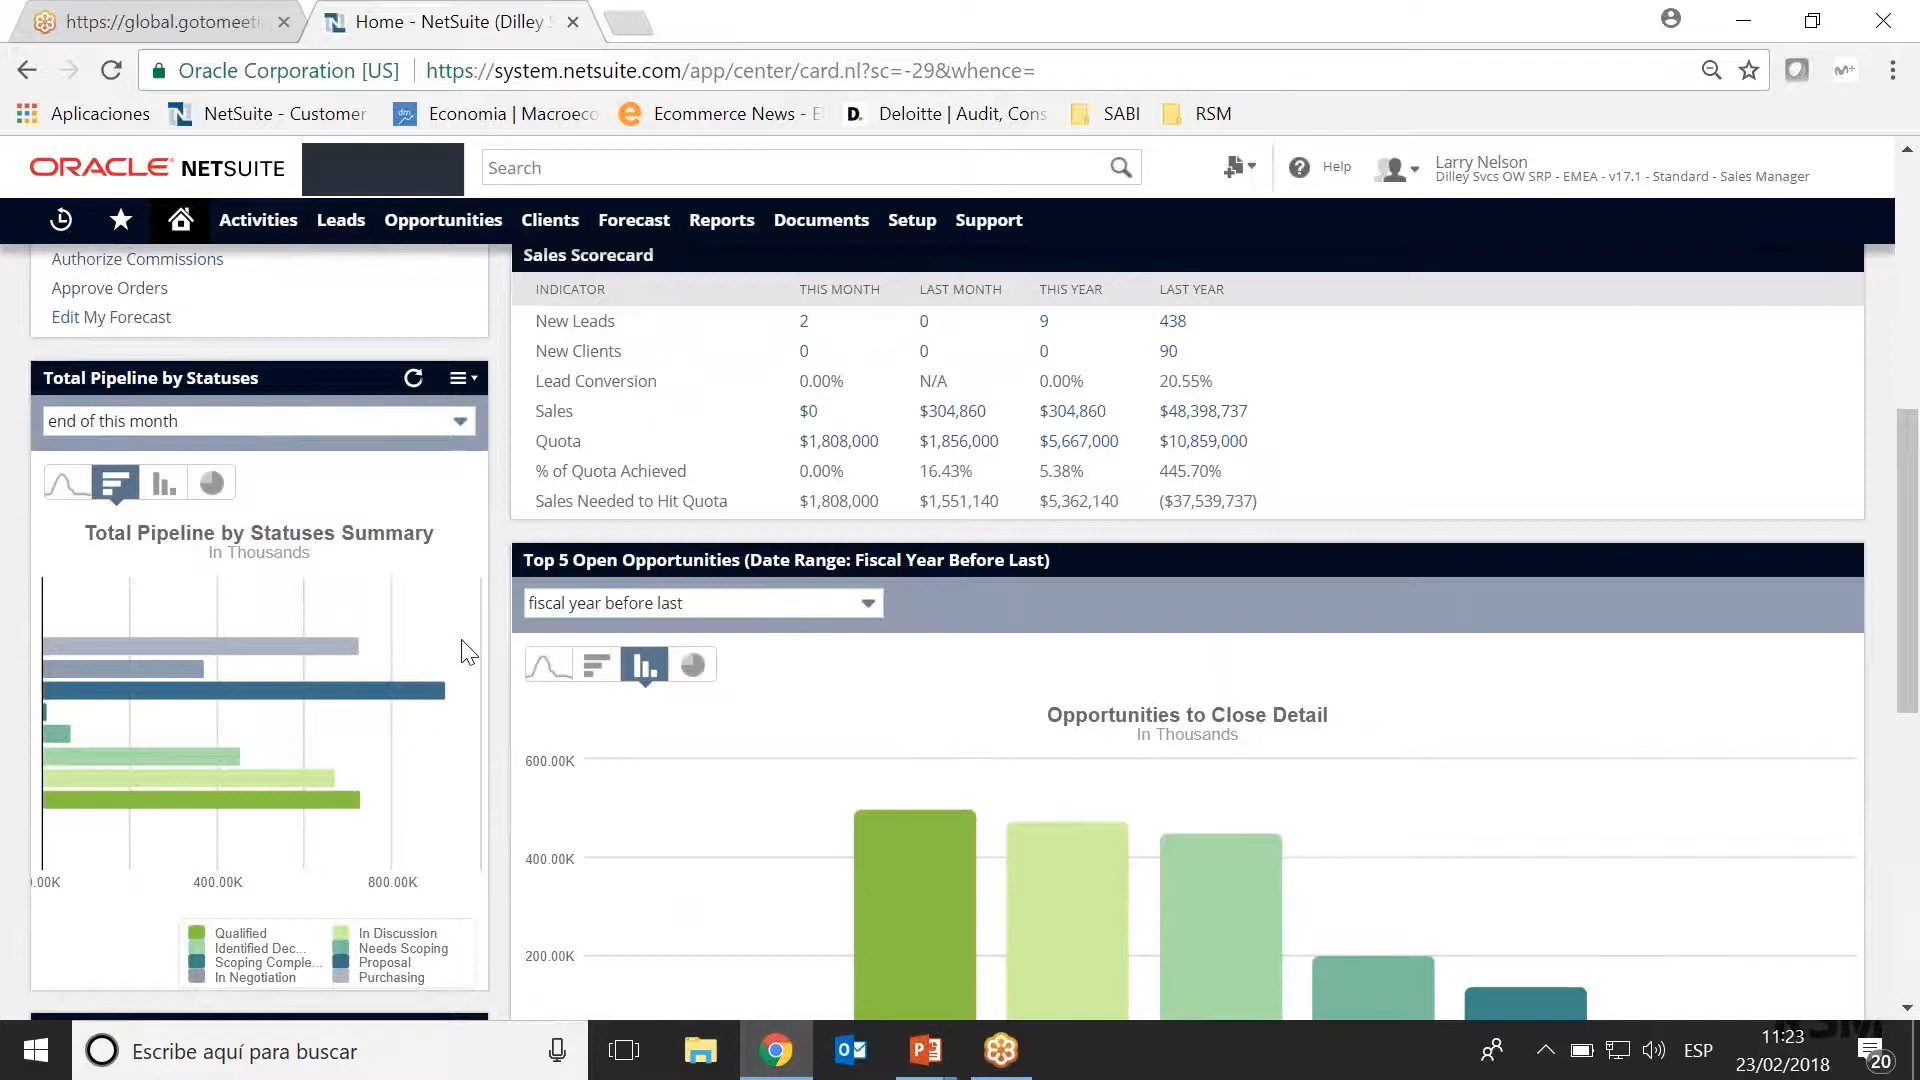 https://global.gotomeeti
Home - NetSuite (Dilley S
Oracle Corporation [US]
https://system.netsuite.com/app/center/card.nl?sc=-29&whence=
Aplicaciones
NetSuite - Customer
Economia | Macroeco
Ecommerce News - E
D. Deloitte | Audit, Cons
SABI
RSM
ORACLE NETSUITE
Search
Help
Larry Nelson
Dilley Svcs OW SRP - EMEA - v17.1 - Standard - Sales Manager
Activities Leads Opportunities Clients Forecast Reports Documents Setup Support
Authorize Commissions
Approve Orders
Edit My Forecast
Total Pipeline by Statuses
end of this month
Total Pipeline by Statuses Summary
In Thousands
.00K 400.00K 800.00K
Qualified In Discussion
Identified Dec... Needs Scoping
Scoping Comple... Proposal
In Negotiation Purchasing
Sales Scorecard
INDICATOR THIS MONTH LAST MONTH THIS YEAR LAST YEAR
New Leads 2 0 9 438
New Clients 0 0 0 90
Lead Conversion 0.00% N/A 0.00% 20.55%
Sales $0 $304,860 $304,860 $48,398,737
Quota $1,808,000 $1,856,000 $5,667,000 $10,859,000
% of Quota Achieved 0.00% 16.43% 5.38% 445.70%
Sales Needed to Hit Quota $1,808,000 $1,551,140 $5,362,140 ($37,539,737)
Top 5 Open Opportunities (Date Range: Fiscal Year Before Last)
fiscal year before last
Opportunities to Close Detail
In Thousands
600.00K
400.00K
200.00K
Escribe aquí para buscar
ESP
11:23
23/02/2018
20